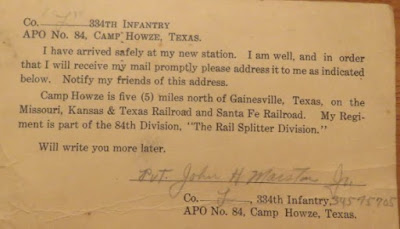 Co. "L" 334TH INFANTRY
APO NO. 84, CAMP HOWZE, TEXAS.
I have arrived safely at my new station. I am well, and in order
that I will receive my mail promptly please address it to me as indicated
below. Notify my friends of this address.
Camp Howze is five (5) miles north of Gainesville, Texas, on the
Missouri, Kansas & Texas Railroad and Santa Fe Railroad. My Regi-
ment is part of the 84th Division, "The Rail Splitter Division."
Will write you more later.
Pvt. John H Marston Jr.
Co. L, 334th Infantry, 34595705
APO No. 84, Camp Howze, Texas.